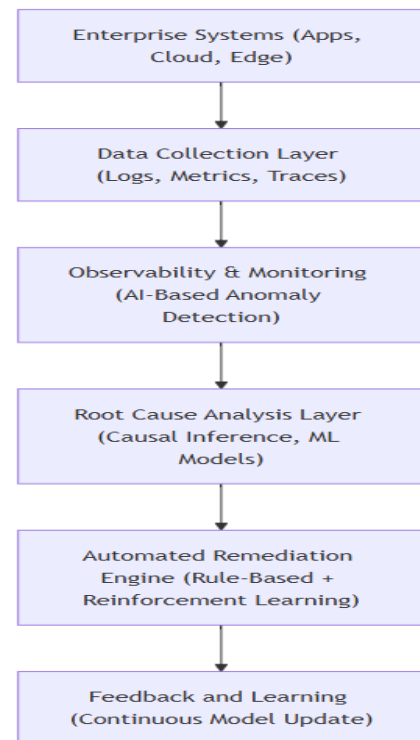 Enterprise Systems (Apps,
Cloud, Edge)
Data Collection Layer
(Logs, Metrics, Traces)
Observability & Monitoring
(AI-Based Anomaly
Detection)
Root Cause Analysis Layer
(Causal Inference, ML
Models)
Automated Remediation
Engine (Rule-Based +
Reinforcement Learning)
Feedback and Learning
(Continuous Model Update)